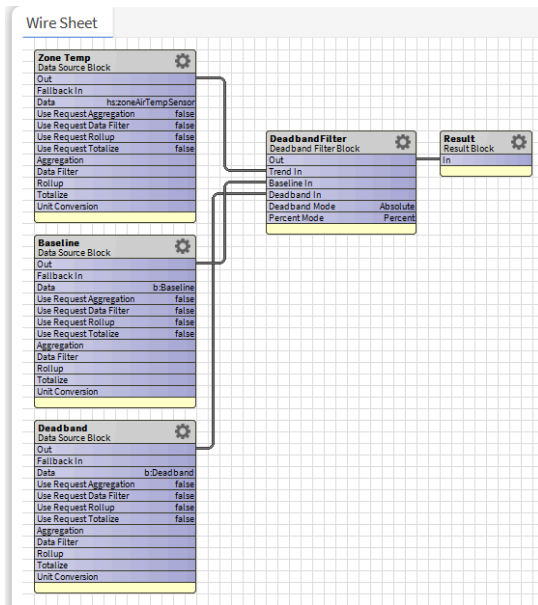 Wire Sheet
Zone Temp
Data Source Block
Out
Fallback In
Data hs:zoneAirTempSensor
Use Request Aggregation false
Use Request Data Filter false
Use Request Rollup false
Use Request Totalize false
Aggregation
Data Filter
Rollup
Totalize
Unit Conversion
Baseline
Data Source Block
Out
Fallback In
Data b:Baseline
Use Request Aggregation false
Use Request Data Filter false
Use Request Rollup false
Use Request Totalize false
Aggregation
Data Filter
Rollup
Totalize
Unit Conversion
Deadband
Data Source Block
Out
Fallback In
Data b:Deadband
Use Request Aggregation false
Use Request Data Filter false
Use Request Rollup false
Use Request Totalize false
Aggregation
Data Filter
Rollup
Totalize
Unit Conversion
DeadbandFilter
Deadband Filter Block
Out
Trend In
Baseline In
Deadband In
Deadband Mode Absolute
Percent Mode Percent
Result
Result Block
In